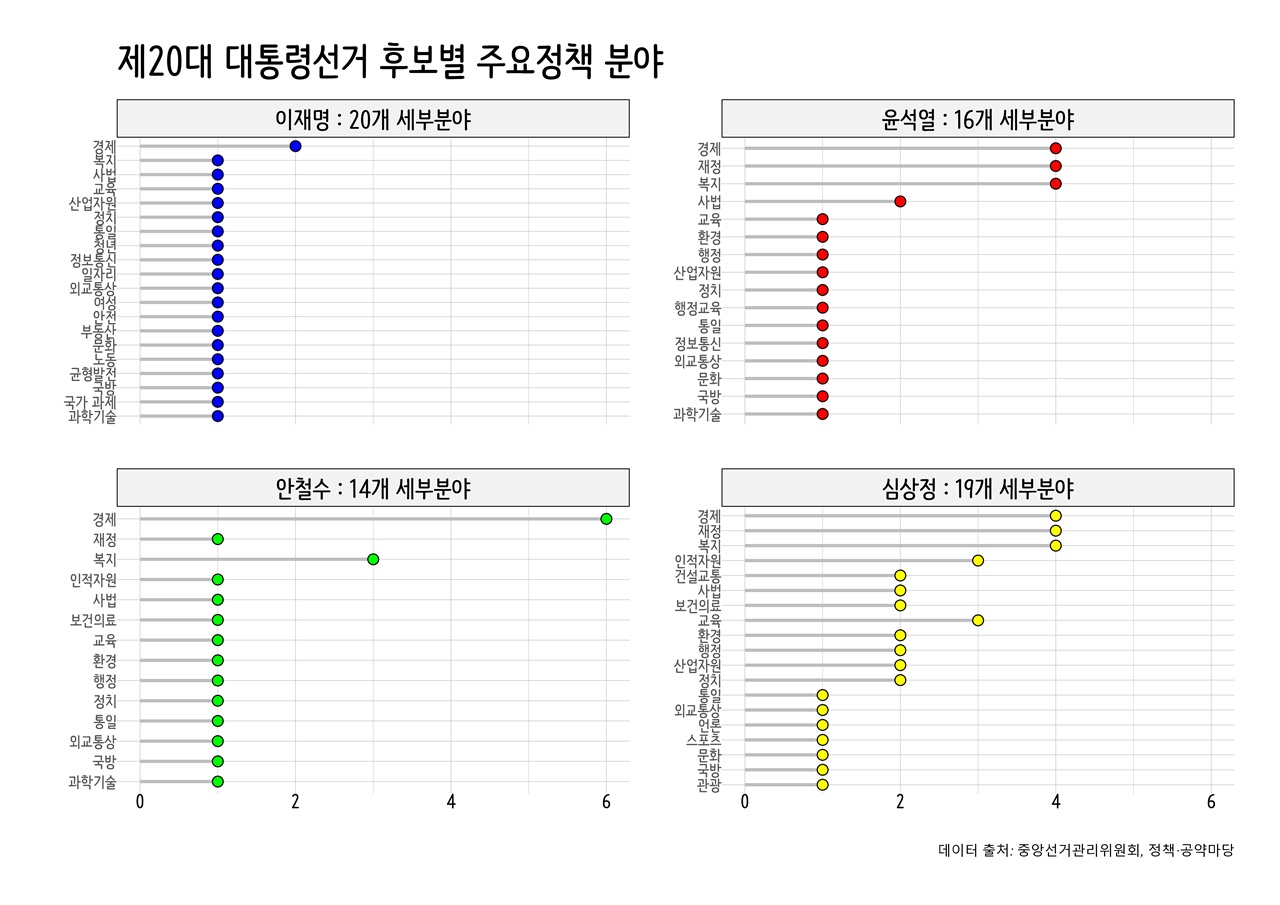 제20대 대통령선거 후보별 주요정책 분야
이재명 : 20개 세부분야
경제
복지
사법
교육
산업자원
정치
통일
청년
정보통신
일자리
외교통상
여성
안전
부동산
문화
노동
균형발전
국방
국가 과제
과학기술
윤석열 : 16개 세부분야
경제
재정
복지
사법
교육
환경
행정
산업자원
정치
행정교육
통일
정보통신
외교통상
문화
국방
과학기술
안철수 : 14개 세부분야
경제
재정
복지
인적자원
사법
보건의료
교육
환경
행정
정치
통일
외교통상
국방
과학기술
0 2 4 6
심상정 : 19개 세부분야
경제
재정
복지
인적자원
건설교통
사법
보건의료
교육
환경
행정
산업자원
정치
통일
외교통상
언론
스포츠
문화
국방
관광
0 2 4 6
데이터 출처: 중앙선거관리위원회, 정책·공약마당